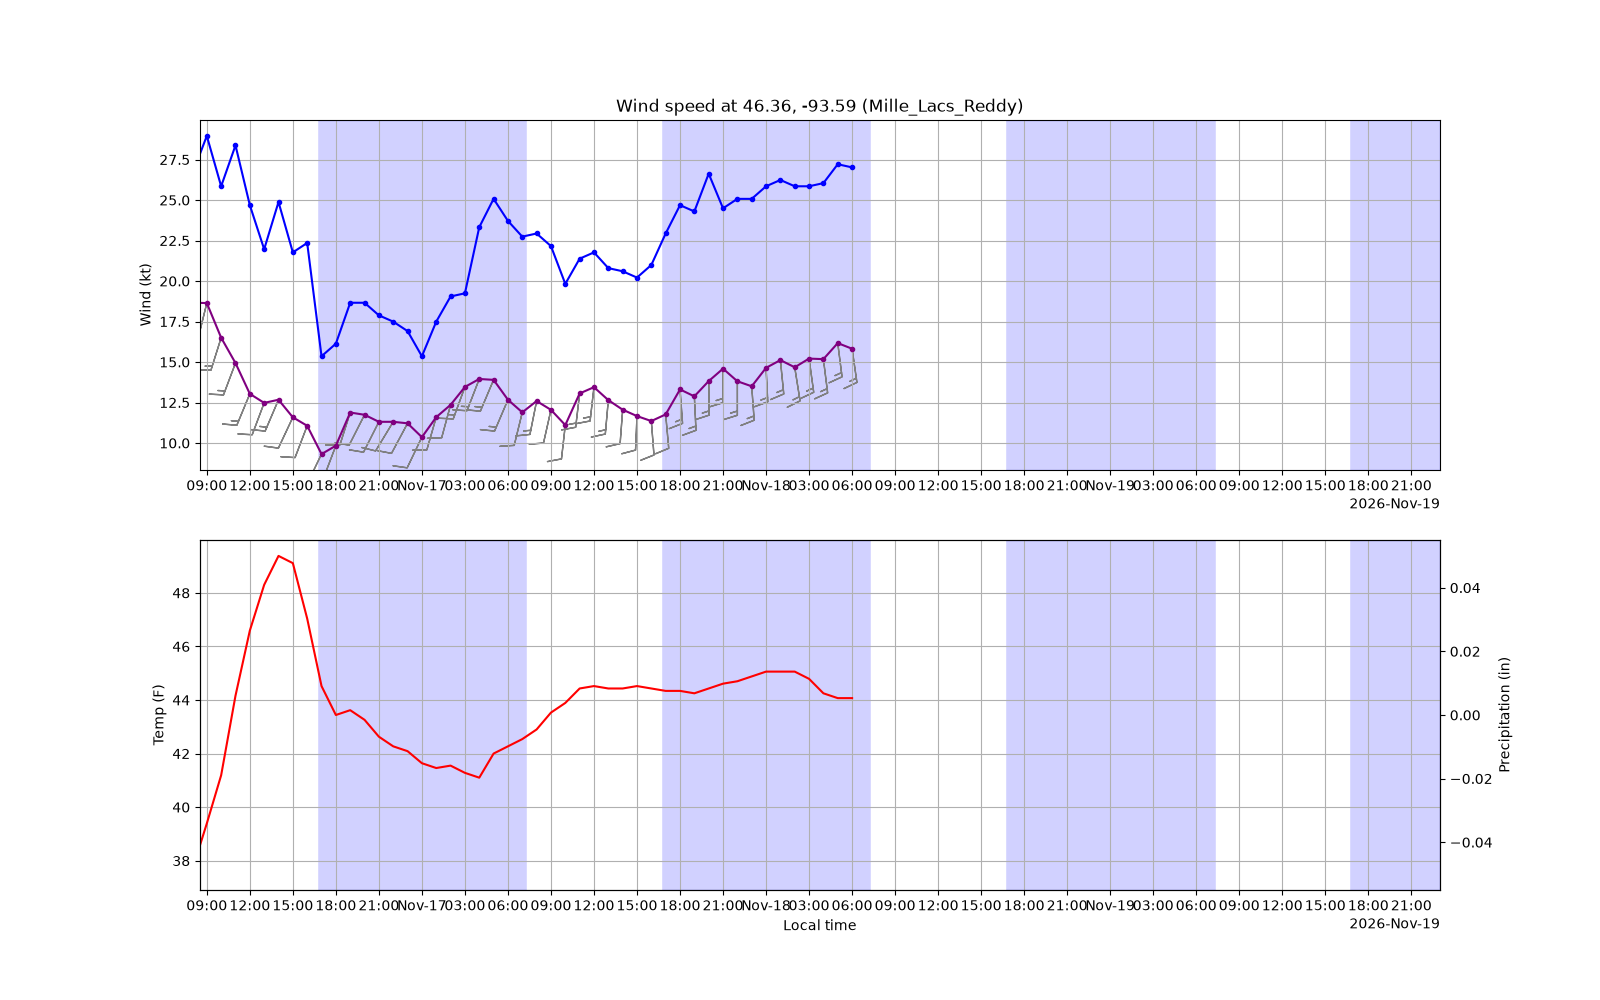 Wind speed at 46.36, -93.59 (Mille_Lacs_Reddy)
Wind (kt)
27.5
25.0
22.5
20.0
17.5
15.0
12.5
10.0
09:00 12:00 15:00 18:00 21:00 Nov-17 03:00 06:00 09:00 12:00 15:00 18:00 21:00 Nov-18 03:00 06:00 09:00 12:00 15:00 18:00 21:00 Nov-19 03:00 06:00 09:00 12:00 15:00 18:00 21:00
2026-Nov-19
Temp (F)
48
46
44
42
40
38
0.04
0.02
0.00
−0.02
−0.04
Precipitation (in)
09:00 12:00 15:00 18:00 21:00 Nov-17 03:00 06:00 09:00 12:00 15:00 18:00 21:00 Nov-18 03:00 06:00 09:00 12:00 15:00 18:00 21:00 Nov-19 03:00 06:00 09:00 12:00 15:00 18:00 21:00
Local time
2026-Nov-19